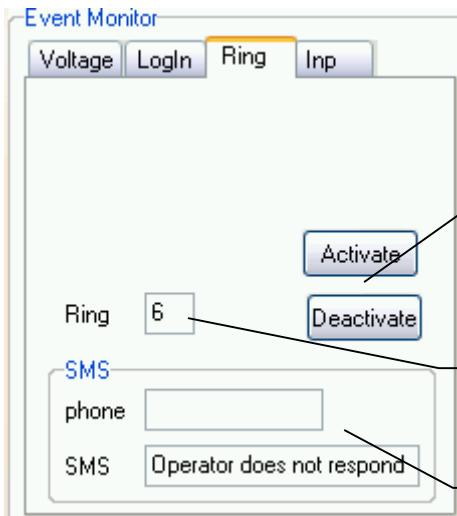 Event Monitor
Voltage LogIn Ring Inp
Activate
Ring 6 Deactivate
SMS
phone
SMS Operator does not respond